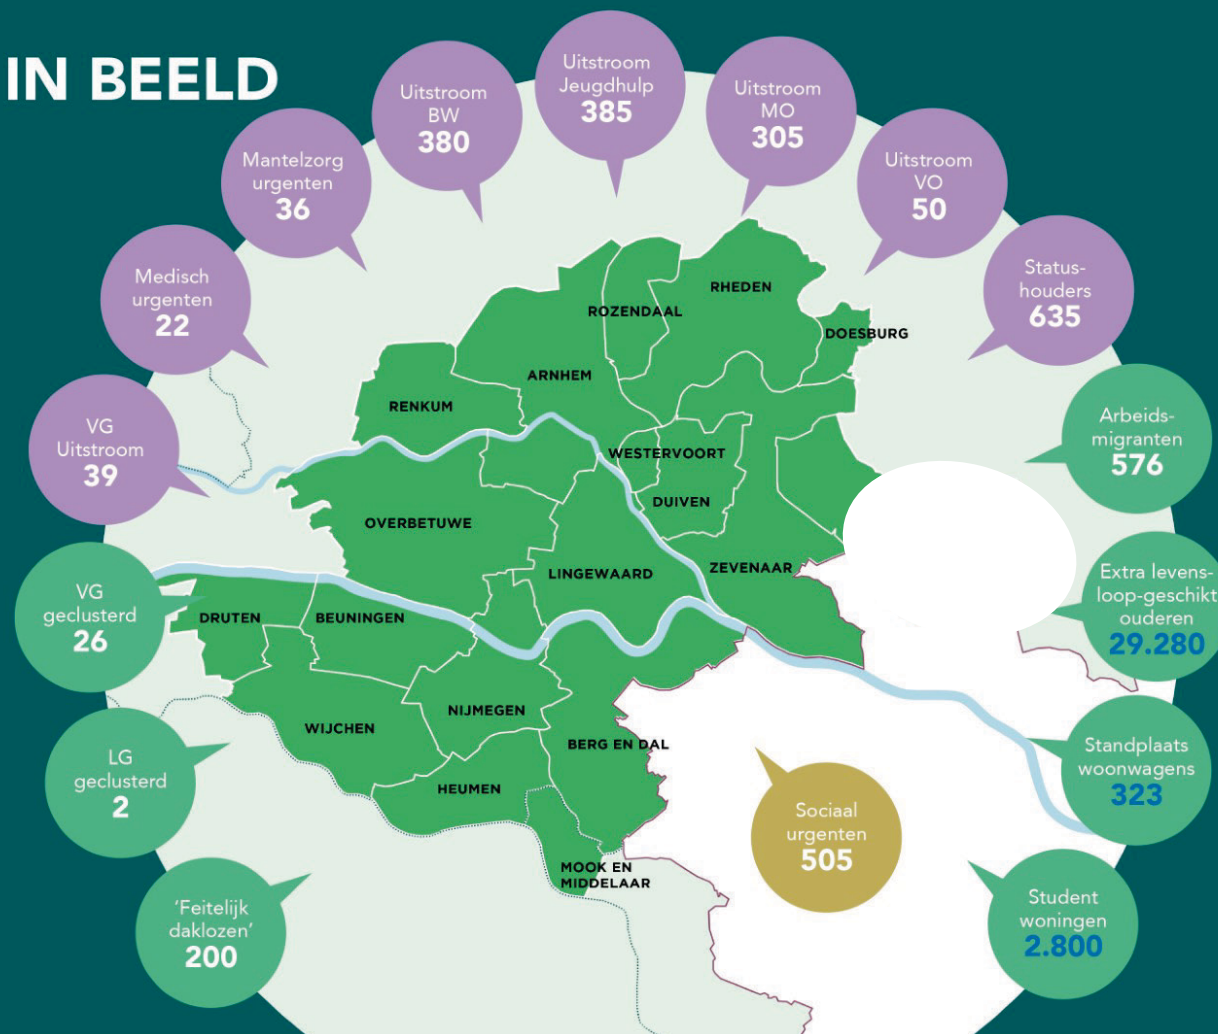 IN BEELD
Uitstroom
Jeugdhulp
385
Uitstroom
BW
380
Uitstroom
MO
305
Mantelzorg
urgenten
36
Uitstroom
VO
50
Medisch
urgenten
22
Status-
houders
635
VG
Uitstroom
39
Arbeids-
migranten
576
VG
geclusterd
26
Extra levens-
loop-geschikt
ouderen
29.280
LG
geclusterd
2
Standplaats
woonwagens
323
'Feitelijk
daklozen'
200
Sociaal
urgenten
505
Student
woningen
2.800
RHEDEN
ROZENDAAL
DOESBURG
ARNHEM
RENKUM
WESTERVOORT
DUIVEN
OVERBETUWE
LINGEWAARD
ZEVENAAR
DRUTEN
BEUNINGEN
NIJMEGEN
WIJCHEN
BERG EN DAL
HEUMEN
MOOK EN
MIDDELAAR